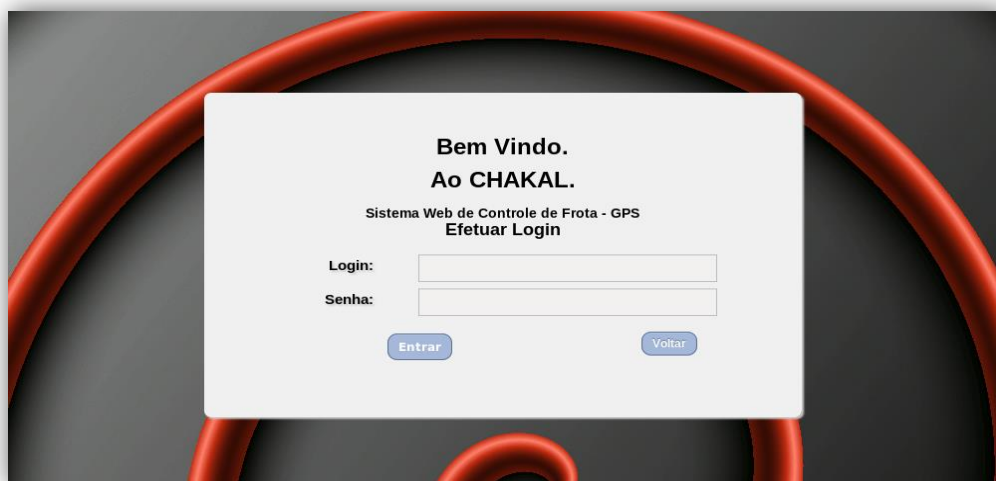 Bem Vindo.
Ao CHAKAL.
Sistema Web de Controle de Frota - GPS
Efetuar Login
Login:
Senha:
Entrar
Voltar